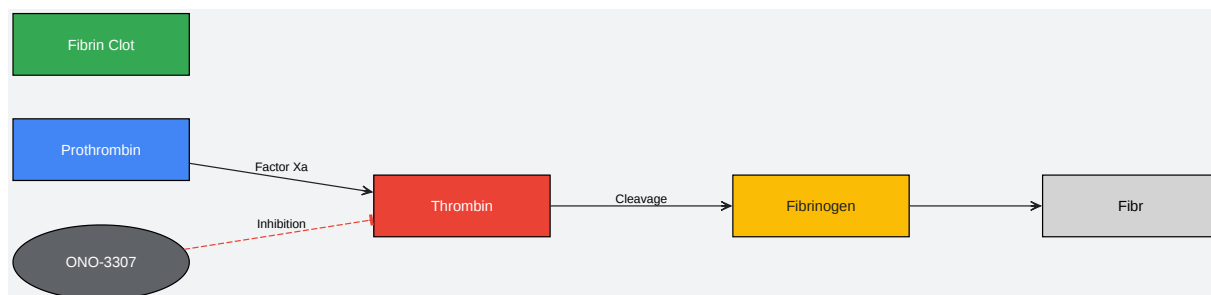 Fibrin Clot
Prothrombin
Factor Xa
Thrombin
Cleavage
Fibrinogen
Fibr
Inhibition
ONO-3307